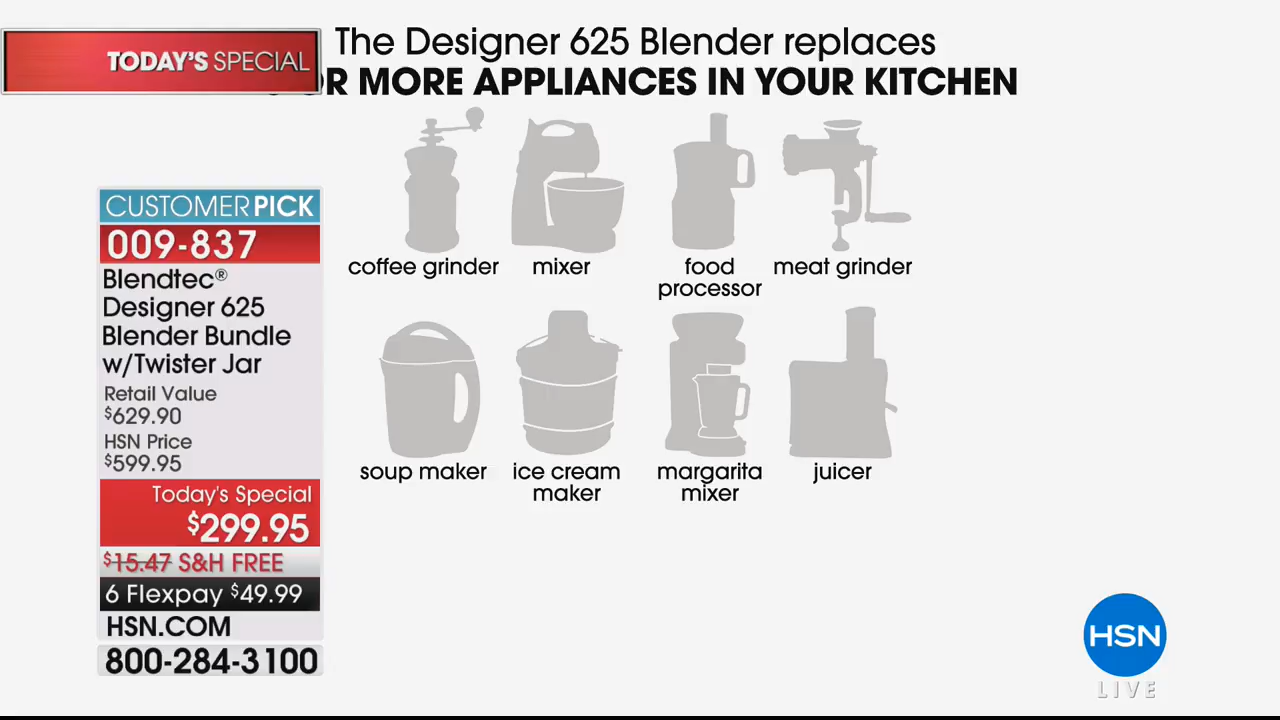 TODAY'S SPECIAL
The Designer 625 Blender replaces
MORE APPLIANCES IN YOUR KITCHEN
CUSTOMER PICK
009-837
Blendtec®
Designer 625
Blender Bundle
w/Twister Jar
Retail Value
$629.90
HSN Price
$599.95
Today's Special
$299.95
$15.47 S&H FREE
6 Flexpay $49.99
HSN.COM
800-284-3100
coffee grinder
mixer
food
processor
meat grinder
soup maker
ice cream
maker
margarita
mixer
juicer
HSN
LIVE